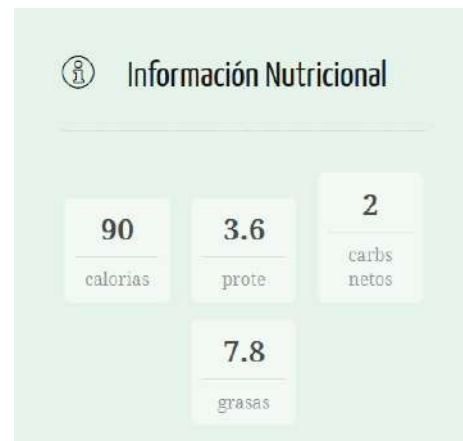 Información Nutricional
90
calorias
3.6
prote
2
carbs
netos
7.8
grasas